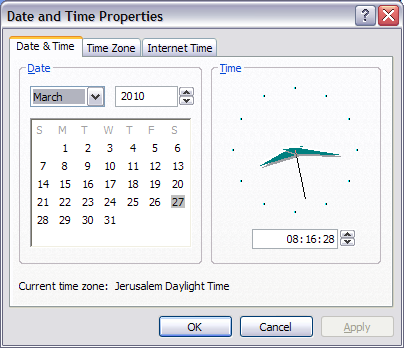 Date and Time Properties
Date & Time Time Zone Internet Time
Date
March 2010
S M T W T F S
1 2 3 4 5 6
7 8 9 10 11 12 13
14 15 16 17 18 19 20
21 22 23 24 25 26 27
28 29 30 31
Time
08:16:28
Current time zone: Jerusalem Daylight Time
OK Cancel Apply